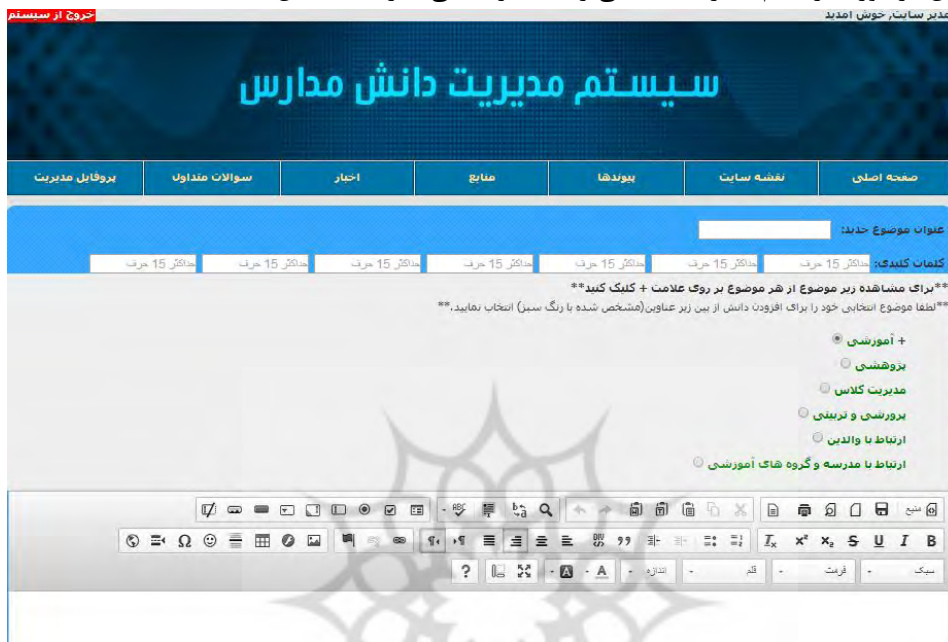 مدیر سایت, خوش آمدید
خروج از سیستم
سیستم مدیریت دانش مدارس
صفحه اصلی نقشه سایت پیوندها منابع اخبار سوالات متداول پروفایل مدیریت
عنوان موضوع جدید:
کلمات کلیدی: حداکثر 15 حرف حداکثر 15 حرف حداکثر 15 حرف حداکثر 15 حرف حداکثر 15 حرف حداکثر 15 حرف حداکثر 15 حرف
**برای مشاهده زیر موضوع از هر موضوع بر روی علامت + کلیک کنید**
**لطفا موضوع انتخابی خود را برای افزودن دانش از بین زیر عناوین(مشخص شده با رنگ سبز) انتخاب نمایید.**
+ آموزشی
پژوهشی
مدیریت کلاس
پرورشی و تربیتی
ارتباط با والدین
ارتباط با مدرسه و گروه های آموزشی
منبع
B I U S x₂ x² Tx
سبک فرمت قلم اندازه A A ?